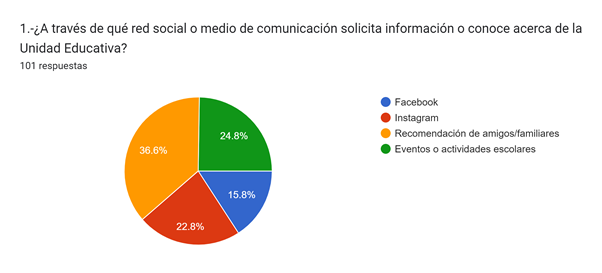 1.-¿A través de qué red social o medio de comunicación solicita información o conoce acerca de la
Unidad Educativa?
101 respuestas
Facebook
Instagram
Recomendación de amigos/familiares
Eventos o actividades escolares
24.8%
36.6%
15.8%
22.8%